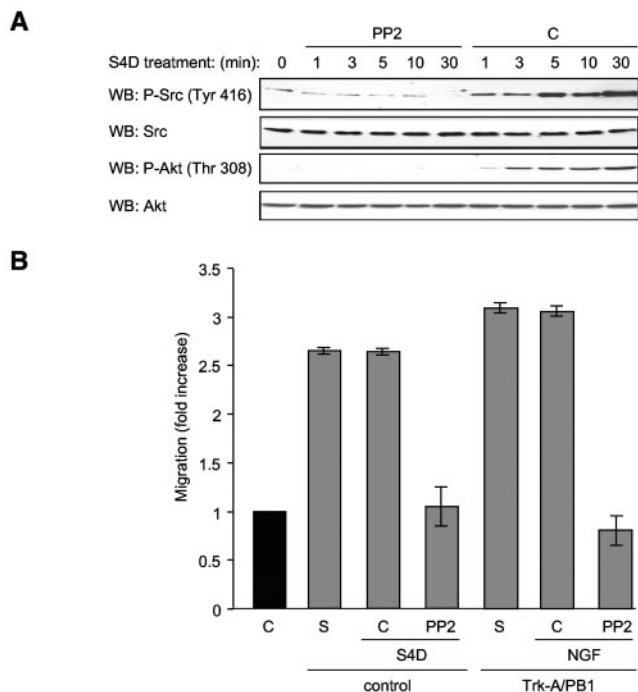 A
PP2 C
S4D treatment: (min): 0 1 3 5 10 30 1 3 5 10 30
WB: P-Src (Tyr 416)
WB: Src
WB: P-Akt (Thr 308)
WB: Akt
B
Migration (fold increase)
3.5
3
2.5
2
1.5
1
0.5
0
C S C PP2 S C PP2
S4D NGF
control Trk-A/PB1